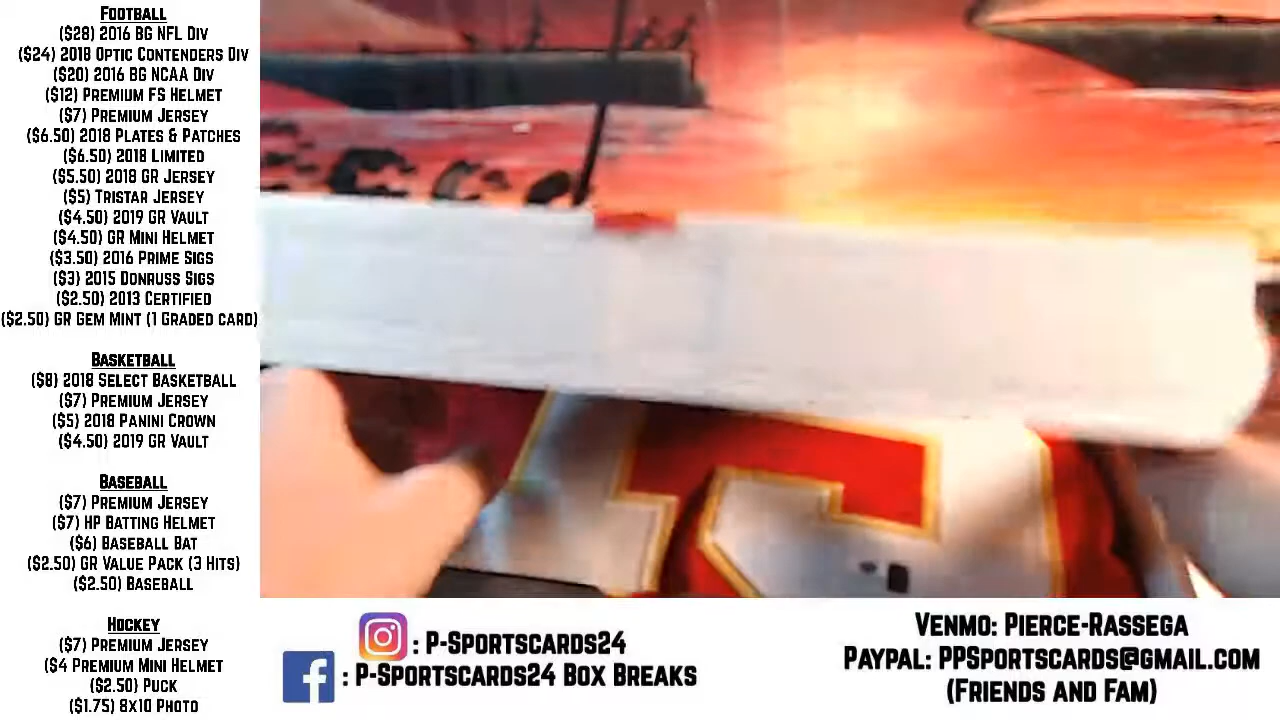 Football
($28) 2016 BG NFL Div
($24) 2018 Optic Contenders Div
($20) 2016 BG NCAA Div
($12) Premium FS Helmet
($7) Premium Jersey
($6.50) 2018 Plates & Patches
($6.50) 2018 Limited
($5.50) 2018 GR Jersey
($5) Tristar Jersey
($4.50) 2019 GR Vault
($4.50) GR Mini Helmet
($3.50) 2016 Prime Sigs
($3) 2015 Donruss Sigs
($2.50) 2013 Certified
($2.50) GR Gem Mint (1 Graded card)
Basketball
($8) 2018 Select Basketball
($7) Premium Jersey
($5) 2018 Panini Crown
($4.50) 2019 GR Vault
Baseball
($7) Premium Jersey
($7) HP Batting Helmet
($6) Baseball Bat
($2.50) GR Value Pack (3 Hits)
($2.50) Baseball
Hockey
($7) Premium Jersey
($4 Premium Mini Helmet
($2.50) Puck
($1.75) 8x10 Photo
: P-Sportscards24
: P-Sportscards24 Box Breaks
Venmo: Pierce-Rassega
Paypal: PPSportscards@gmail.com
(Friends and Fam)